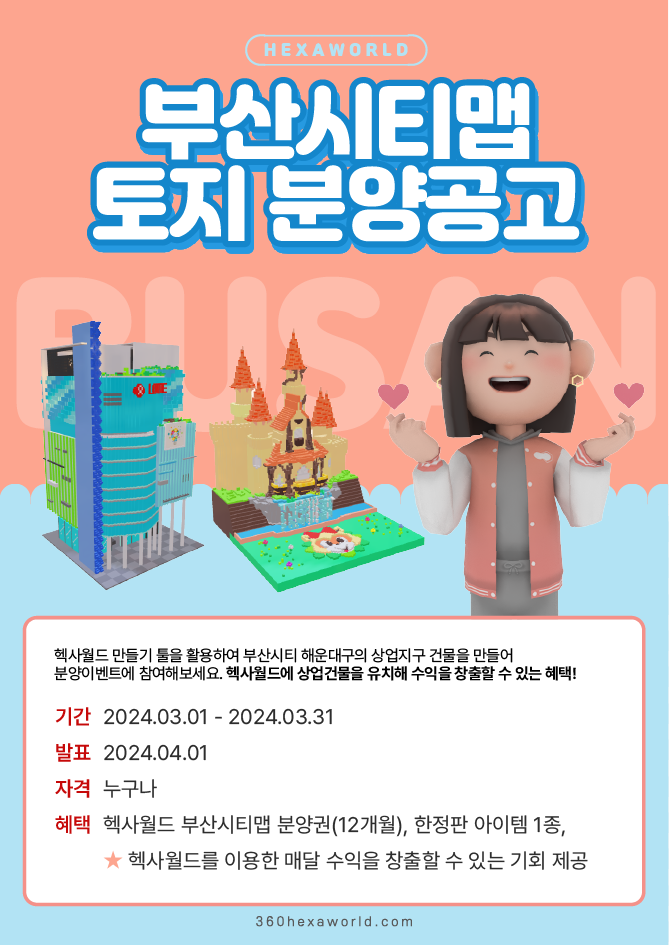 HEXAWORLD
부산시티맵
토지 분양공고
BUSAN
헥사월드 만들기 툴을 활용하여 부산시티 해운대구의 상업지구 건물을 만들어
분양이벤트에 참여해보세요. 헥사월드에 상업건물을 유치해 수익을 창출할 수 있는 혜택!
기간 2024.03.01 - 2024.03.31
발표 2024.04.01
자격 누구나
혜택 헥사월드 부산시티맵 분양권(12개월), 한정판 아이템 1종,
★ 헥사월드를 이용한 매달 수익을 창출할 수 있는 기회 제공
360hexaworld.com